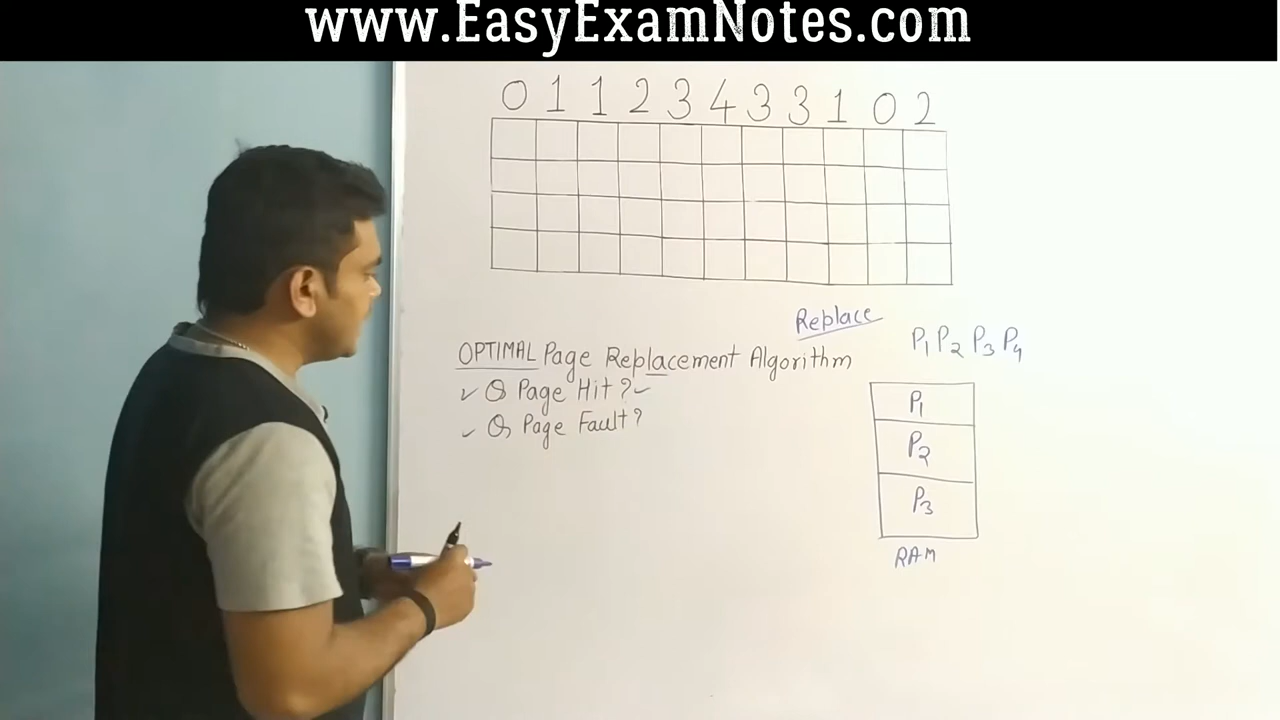 www.EasyExamNotes.com
0 1 1 2 3 4 3 3 1 0 2
Replace
P1 P2 P3 P4
OPTIMAL Page Replacement Algorithm
Page Hit?
Page Fault?
P1
P2
P3
RAM